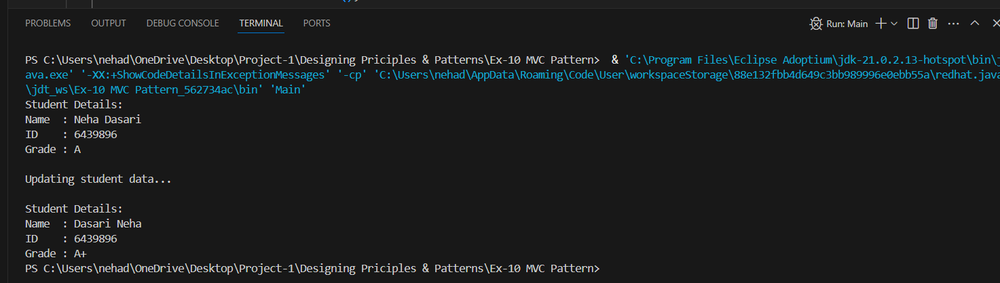 PROBLEMS OUTPUT DEBUG CONSOLE TERMINAL PORTS Run: Main
PS C:\Users\nehad\OneDrive\Desktop\Project-1\Designing Priciples & Patterns\Ex-10 MVC Pattern>  & 'C:\Program Files\Eclipse Adoptium\jdk-21.0.2.13-hotspot\bin\j
ava.exe' '-XX:+ShowCodeDetailsInExceptionMessages' '-cp' 'C:\Users\nehad\AppData\Roaming\Code\User\workspaceStorage\88e132fbb4d649c3bb989996e0ebb55a\redhat.java
\jdt_ws\Ex-10 MVC Pattern_562734ac\bin' 'Main'
Student Details:
Name  : Neha Dasari
ID    : 6439896
Grade : A
Updating student data...
Student Details:
Name  : Dasari Neha
ID    : 6439896
Grade : A+
PS C:\Users\nehad\OneDrive\Desktop\Project-1\Designing Priciples & Patterns\Ex-10 MVC Pattern>